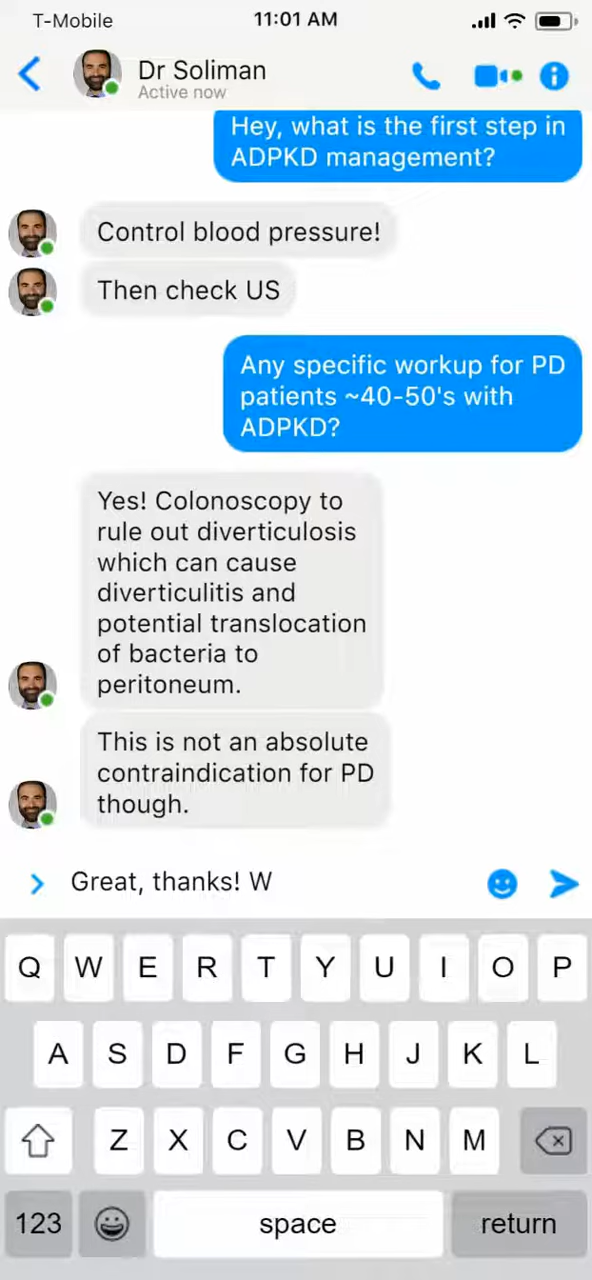 T-Mobile
11:01 AM
Dr Soliman
Active now
Hey, what is the first step in
ADPKD management?
Control blood pressure!
Then check US
Any specific workup for PD
patients ~40-50's with
ADPKD?
Yes! Colonoscopy to
rule out diverticulosis
which can cause
diverticulitis and
potential translocation
of bacteria to
peritoneum.
This is not an absolute
contraindication for PD
though.
Great, thanks! W
Q W E R T Y U I O P
A S D F G H J K L
Z X C V B N M
123 space return